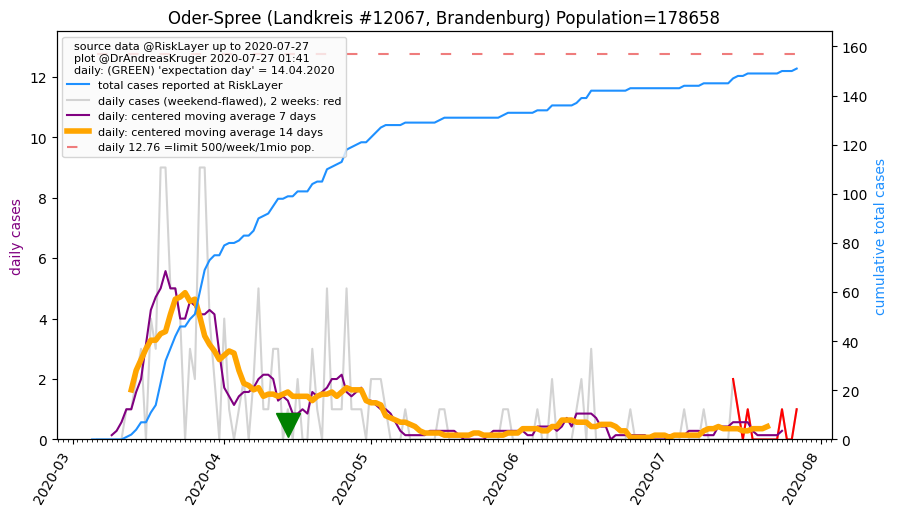 Oder-Spree (Landkreis #12067, Brandenburg) Population=178658
source data @RiskLayer up to 2020-07-27
plot @DrAndreasKruger 2020-07-27 01:41
daily: (GREEN) 'expectation day' = 14.04.2020
total cases reported at RiskLayer
daily cases (weekend-flawed), 2 weeks: red
daily: centered moving average 7 days
daily: centered moving average 14 days
daily 12.76 =limit 500/week/1mio pop.
daily cases
0
2
4
6
8
10
12
cumulative total cases
0
20
40
60
80
100
120
140
160
2020-03
2020-04
2020-05
2020-06
2020-07
2020-08